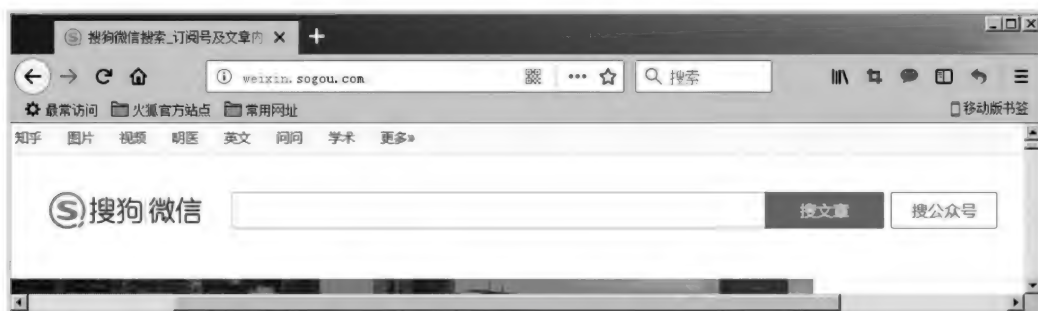 搜狗微信搜索_订阅号及文章内
weixin.sogou.com
搜索
最常访问 火狐官方站点 常用网址 移动版书签
知乎 图片 视频 明医 英文 问问 学术 更多»
搜狗 微信 搜文章 搜公众号